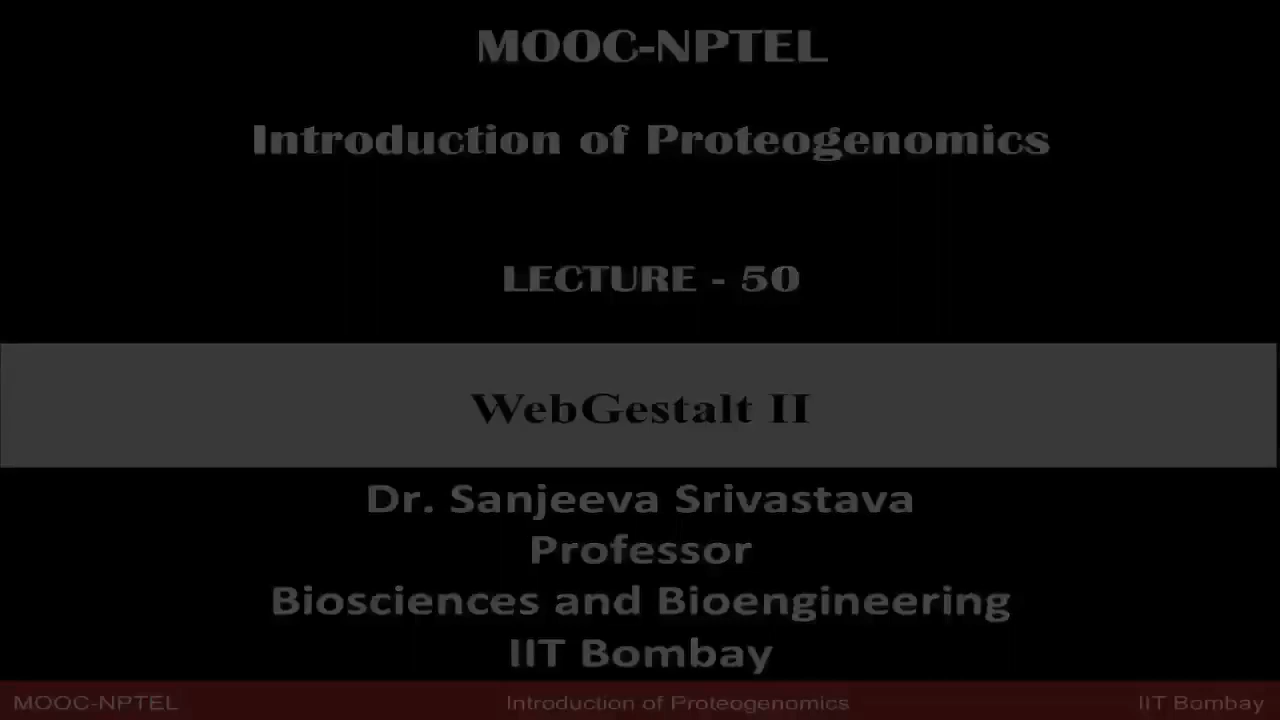 MOOC-NPTEL
Introduction of Proteogenomics
LECTURE - 50
WebGestalt II
Dr. Sanjeeva Srivastava
Professor
Biosciences and Bioengineering
IIT Bombay
MOOC-NPTEL Introduction of Proteogenomics IIT Bombay